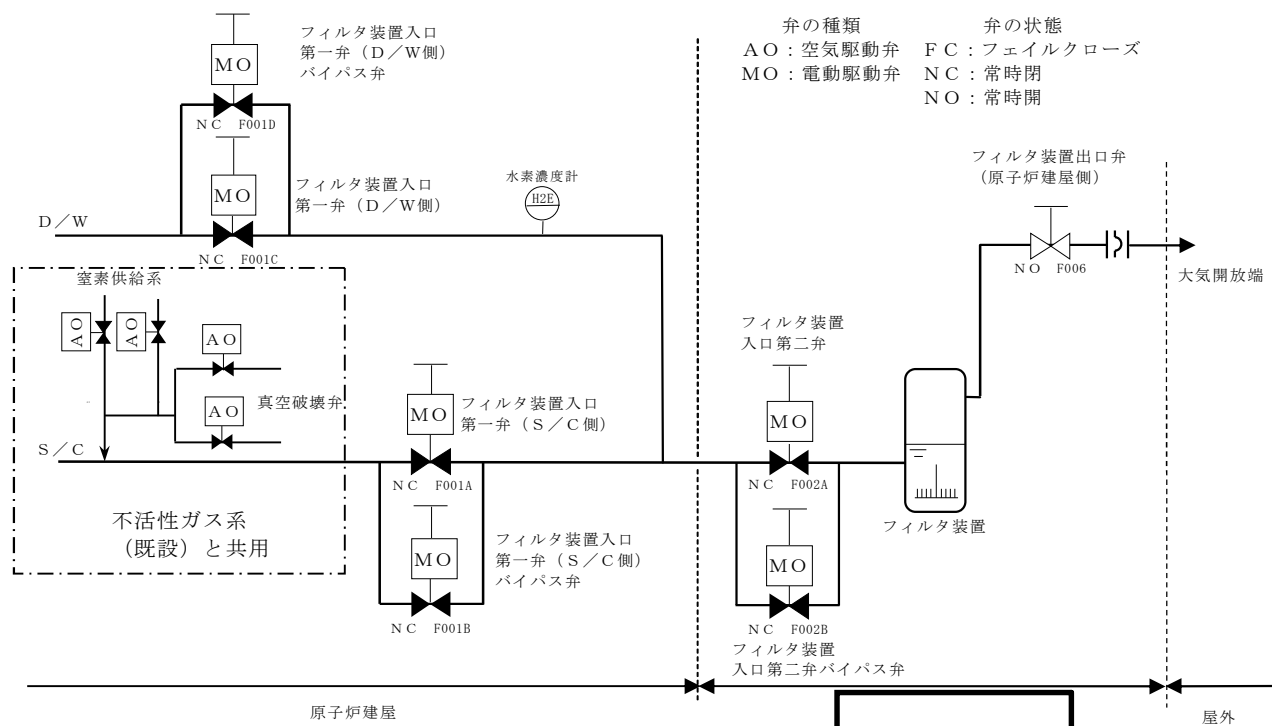 弁の種類
AO：空気駆動弁
MO：電動駆動弁
弁の状態
FC：フェイルクローズ
NC：常時閉
NO：常時開
フィルタ装置入口
第一弁（D／W側）
バイパス弁
MO
NC F001D
フィルタ装置入口
第一弁（D／W側）
MO
NC F001C
D／W
水素濃度計
H2E
フィルタ装置出口弁
（原子炉建屋側）
NO F006
大気開放端
窒素供給系
AO
AO
AO
AO
真空破壊弁
S／C
不活性ガス系
（既設）と共用
フィルタ装置入口
第一弁（S／C側）
MO
NC F001A
フィルタ装置入口
第一弁（S／C側）
バイパス弁
MO
NC F001B
フィルタ装置
入口第二弁
MO
NC F002A
MO
NC F002B
フィルタ装置
入口第二弁バイパス弁
フィルタ装置
原子炉建屋
屋外